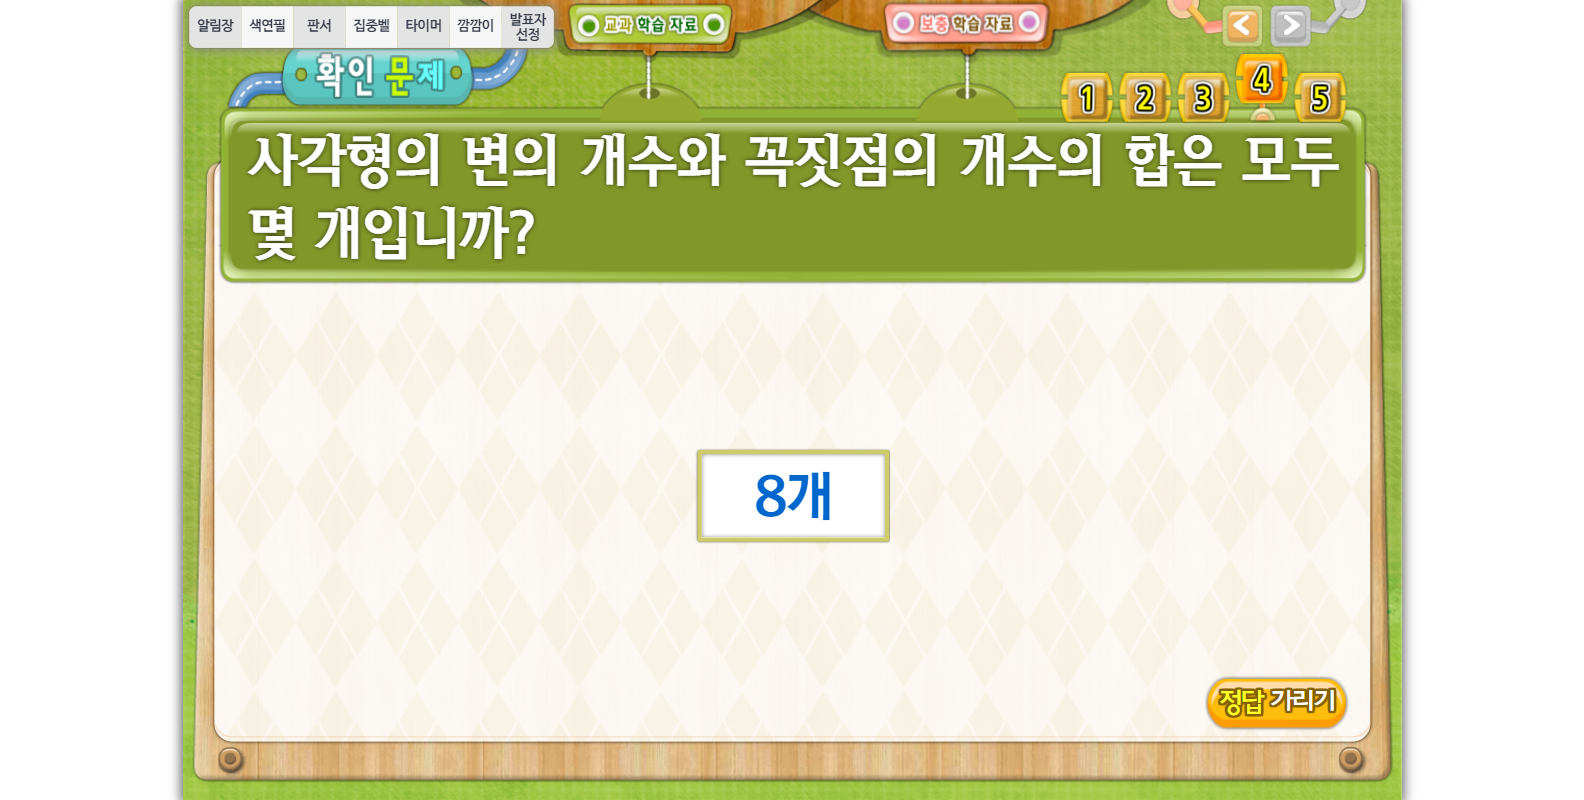 알림장 색연필 판서 집중벨 타이머 깜깜이 발표자 선정
교과 학습 자료
보충 학습 자료
확인 문제
1 2 3 4 5
사각형의 변의 개수와 꼭짓점의 개수의 합은 모두
몇 개입니까?
8개
정답 가리기